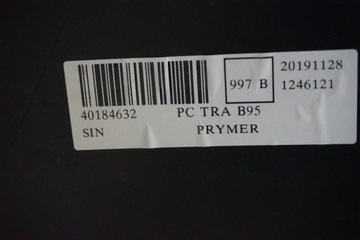 997 B
20191128
1246121
40184632
PC TRA B95
SIN
PRYMER